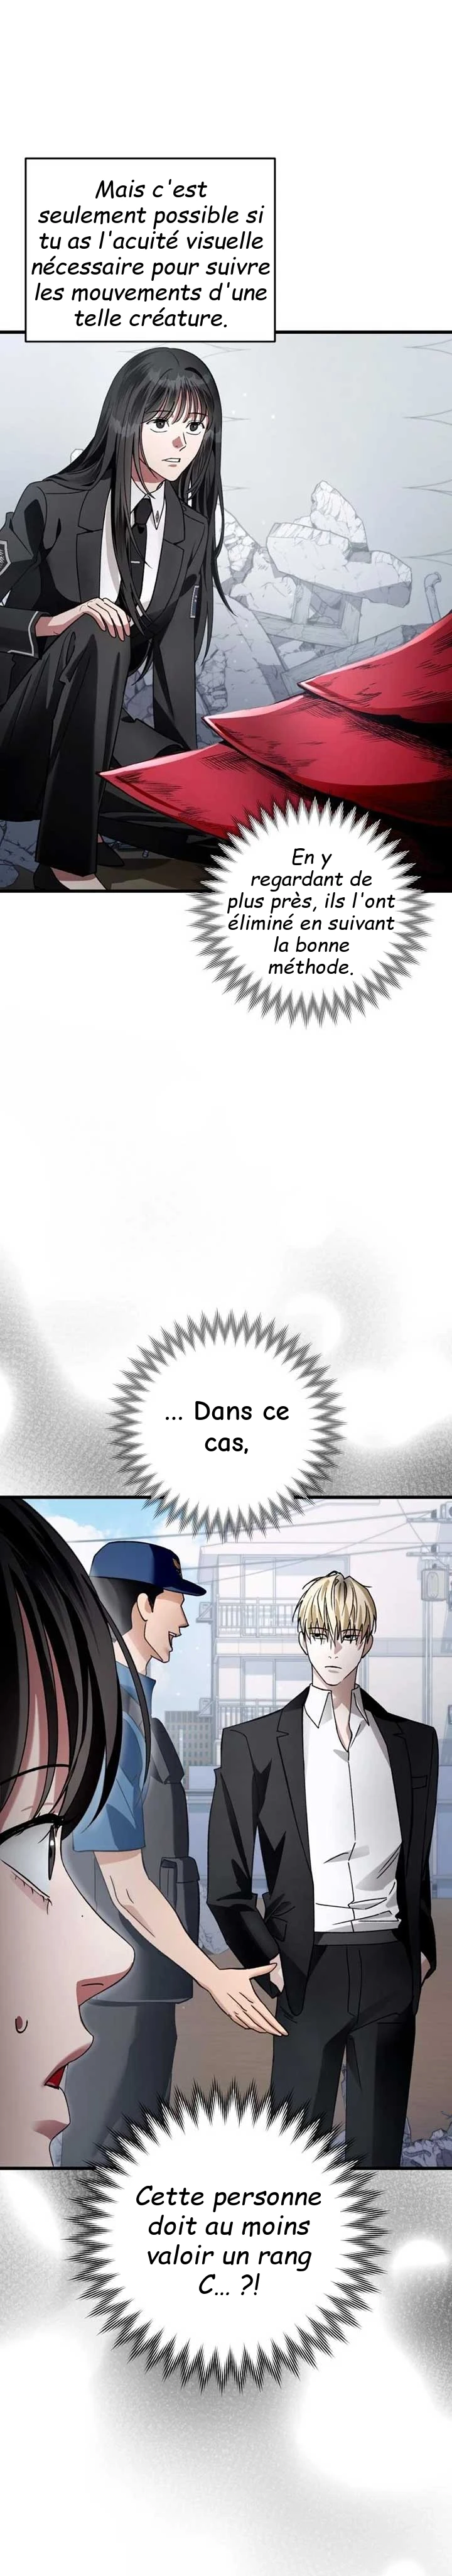 Mais c'est
seulement possible si
tu as l'acuité visuelle
nécessaire pour suivre
les mouvements d'une
telle créature.
En y
regardant de
plus près, ils l'ont
éliminé en suivant
la bonne
méthode.
... Dans ce
cas,
Cette personne
doit au moins
valoir un rang
C... ?!